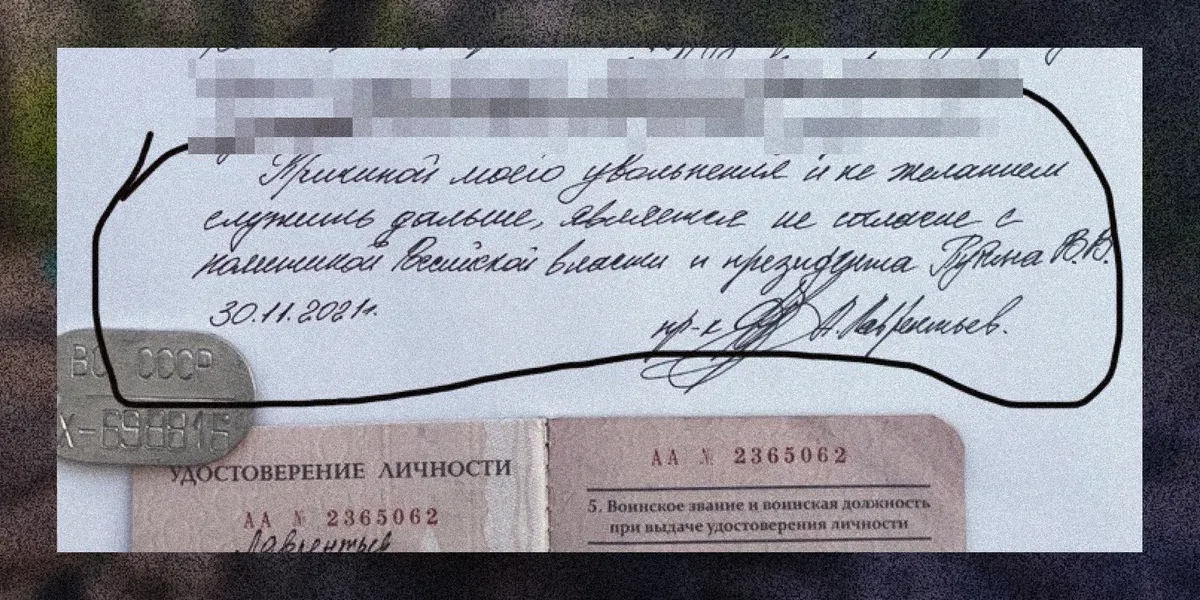 Причиной моего увольнения и не желанием
служить дальше, является не согласие с
политикой Российской власти и президента Путина В.В.
30.11.2021г.
пр-к А. Лаврентьев.
ВС СССР
Х-698816
УДОСТОВЕРЕНИЕ ЛИЧНОСТИ
АА № 2365062
Лаврентьев
АА № 2365062
5. Воинское звание и воинская должность
при выдаче удостоверения личности